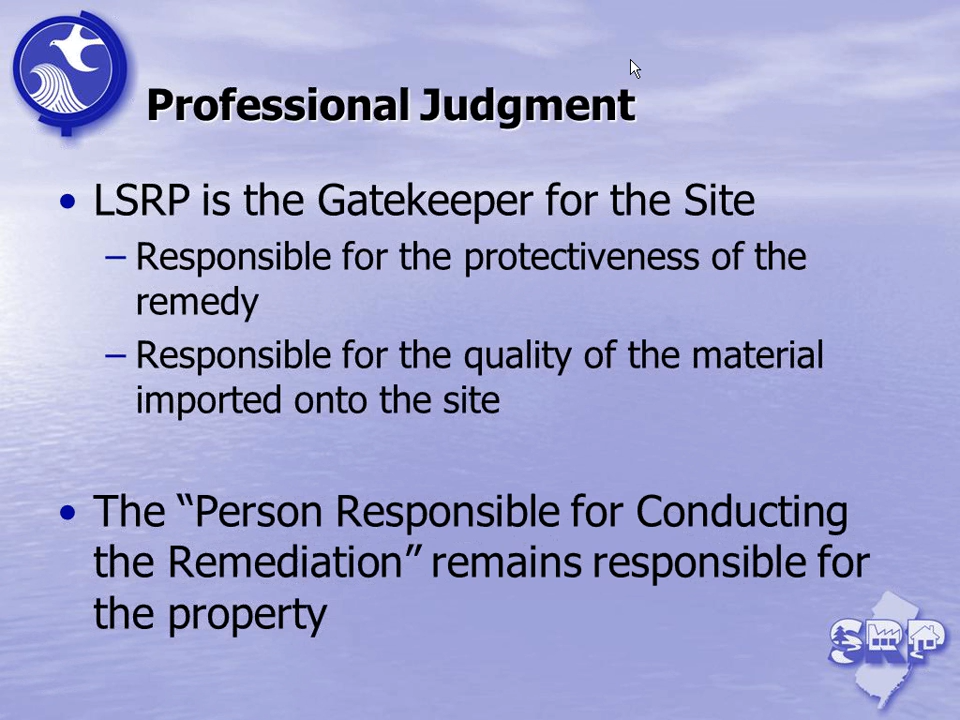 Professional Judgment
• LSRP is the Gatekeeper for the Site
– Responsible for the protectiveness of the
remedy
– Responsible for the quality of the material
imported onto the site
• The “Person Responsible for Conducting
the Remediation” remains responsible for
the property
SRP